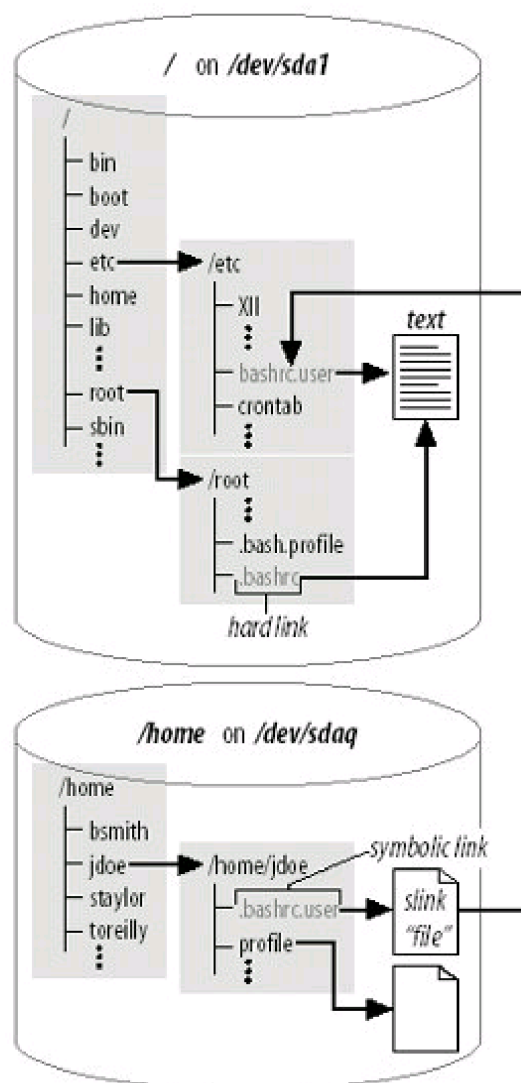 / on /dev/sda1
/
bin
boot
dev
etc
home
lib
root
sbin
/etc
XII
bashrc.user
crontab
text
/root
.bash.profile
.bashrc
hard link
/home on /dev/sdaq
/home
bsmith
jdoe
staylor
toreilly
/home/jdoe
.bashrc.user
profile
symbolic link
slink
"file"